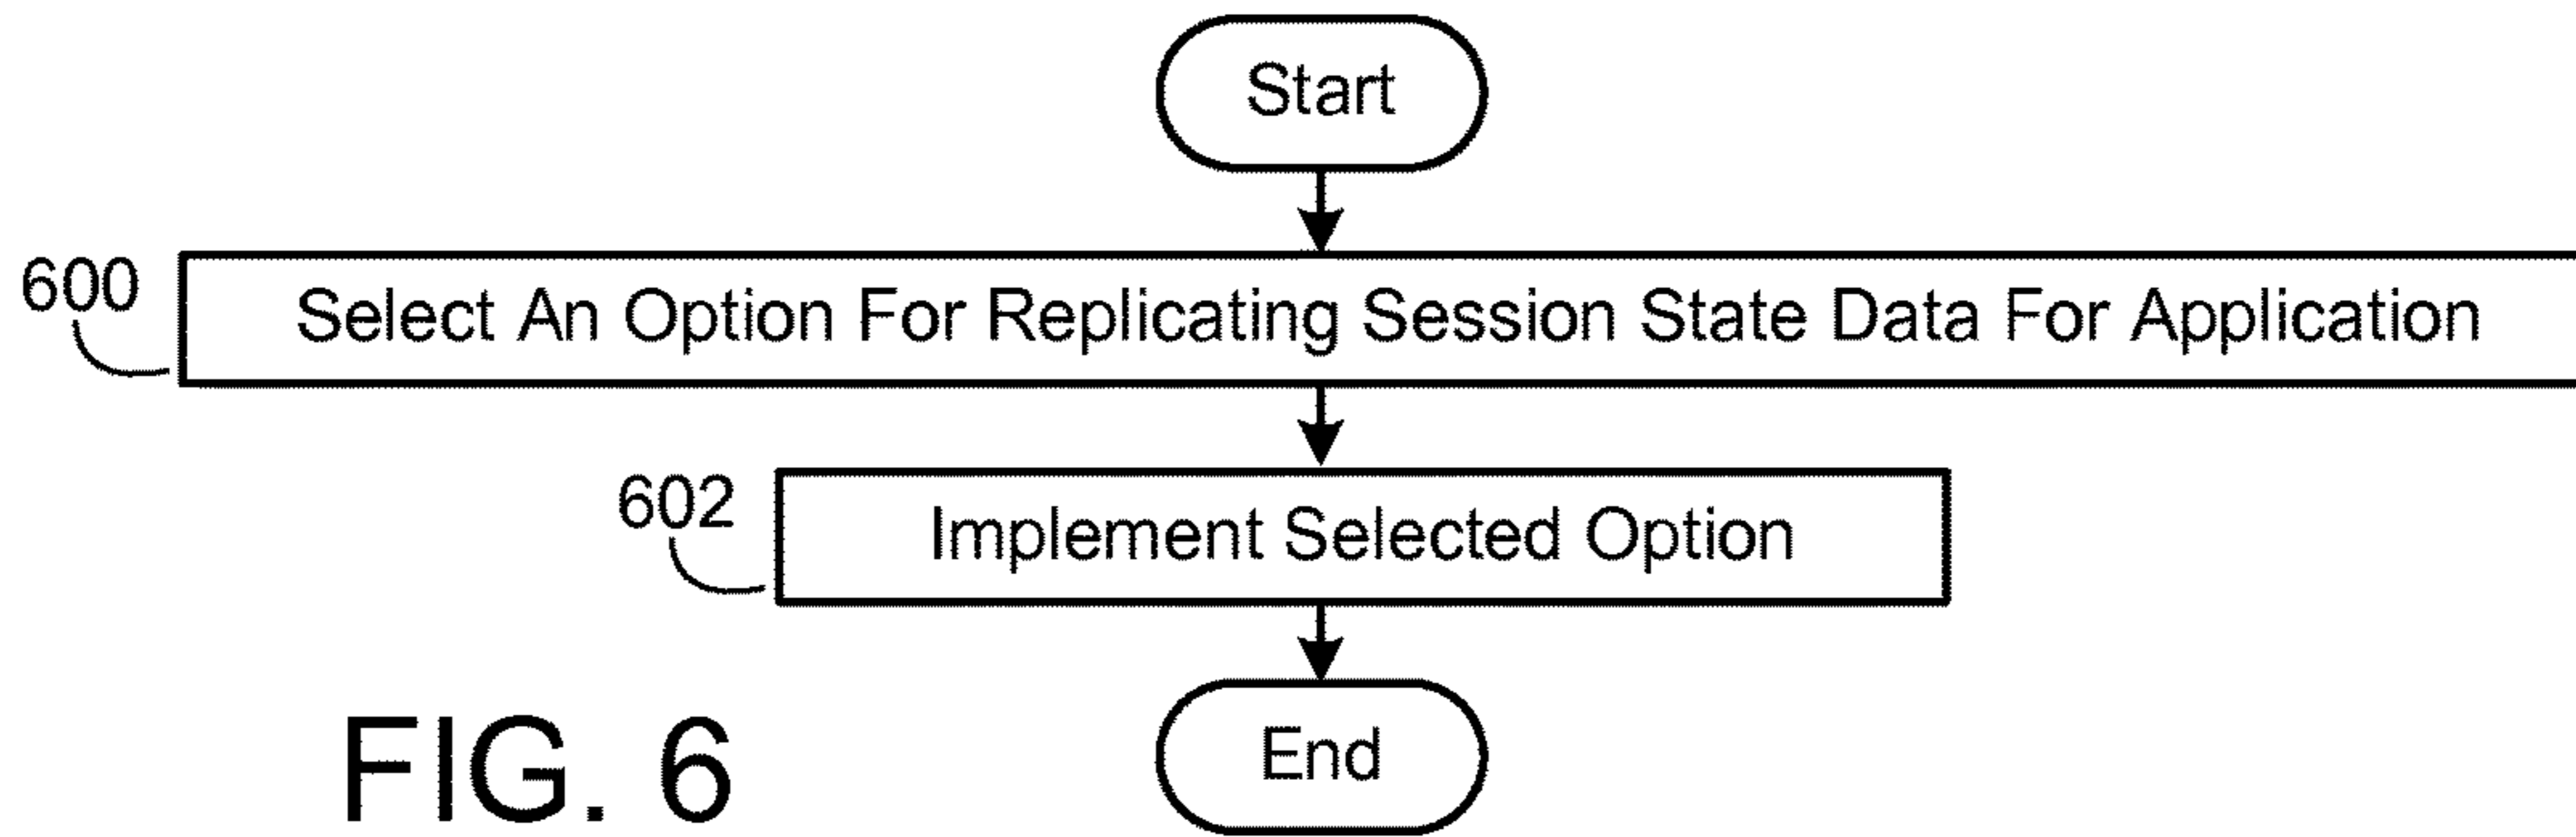 Start
600
Select An Option For Replicating Session State Data For Application
602
Implement Selected Option
End
FIG. 6